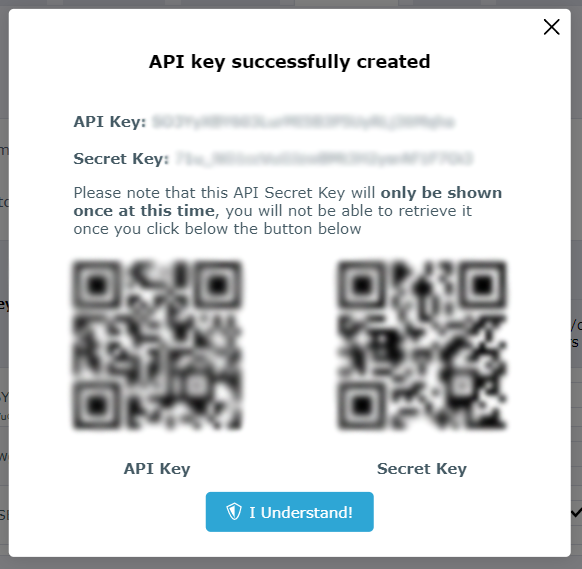 API key successfully created
API Key:
Secret Key:
Please note that this API Secret Key will only be shown
once at this time, you will not be able to retrieve it
once you click below the button below
API Key
Secret Key
I Understand!